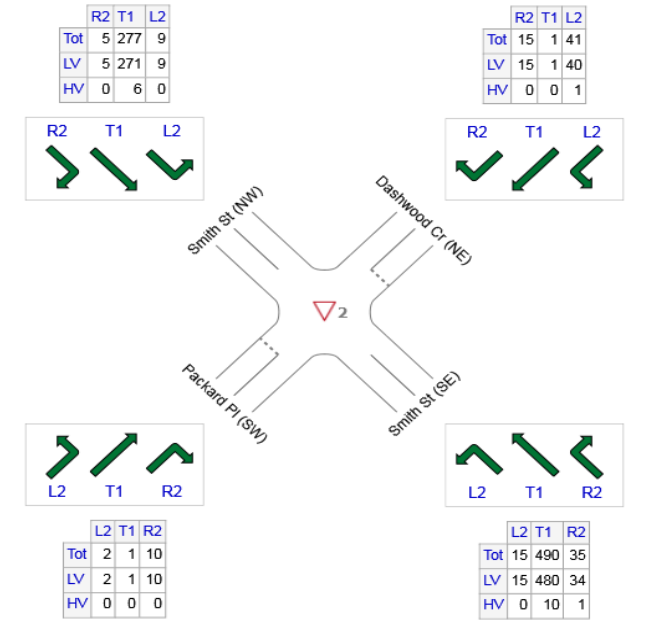 R2 T1 L2
Tot 5 277 9
LV 5 271 9
HV 0 6 0
R2 T1 L2
Tot 15 1 41
LV 15 1 40
HV 0 0 1
R2 T1 L2
R2 T1 L2
Smith St (NW)
Dashwood Cr (NE)
2
Packard Pl (SW)
Smith St (SE)
L2 T1 R2
L2 T1 R2
L2 T1 R2
Tot 2 1 10
LV 2 1 10
HV 0 0 0
L2 T1 R2
Tot 15 490 35
LV 15 480 34
HV 0 10 1